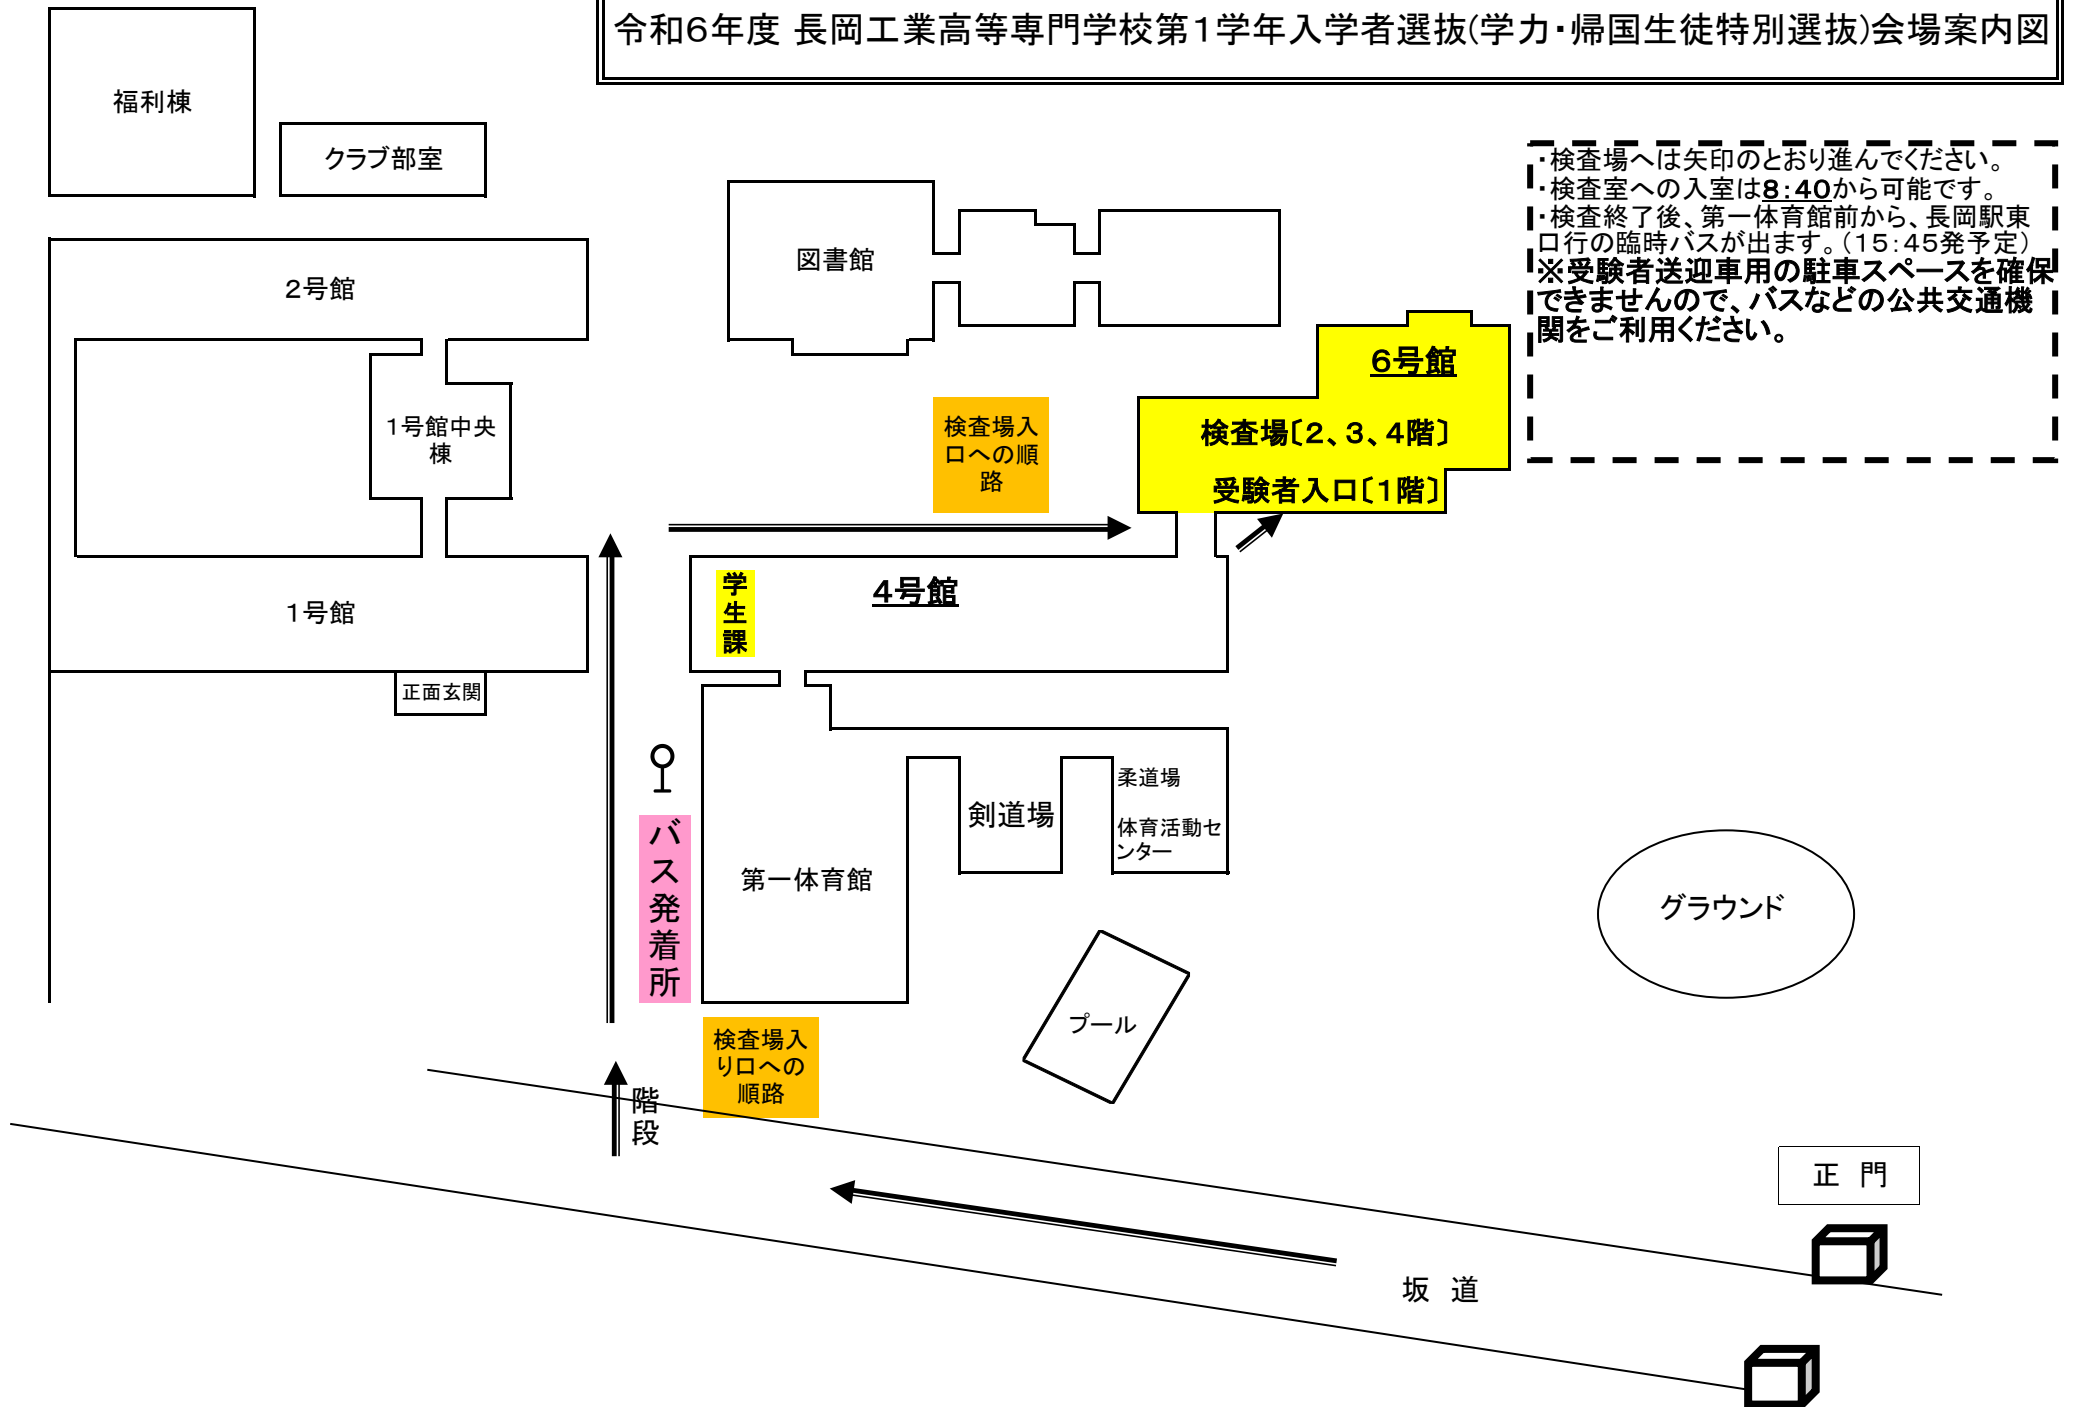 令和6年度 長岡工業高等専門学校第1学年入学者選抜(学力・帰国生徒特別選抜)会場案内図
福利棟
クラブ部室
・検査場へは矢印のとおり進んでください。
・検査室への入室は8:40から可能です。
・検査終了後、第一体育館前から、長岡駅東
口行の臨時バスが出ます。(15:45発予定)
※受験者送迎車用の駐車スペースを確保
できませんので、バスなどの公共交通機
関をご利用ください。
図書館
2号館
6号館
検査場〔2、3、4階〕
受験者入口〔1階〕
1号館中央
棟
検査場入
口への順
路
学
生
課
4号館
1号館
正面玄関
バ
ス
発
着
所
柔道場
剣道場
体育活動セ
ンター
第一体育館
グラウンド
プール
検査場入
り口への
順路
階
段
正 門
坂 道